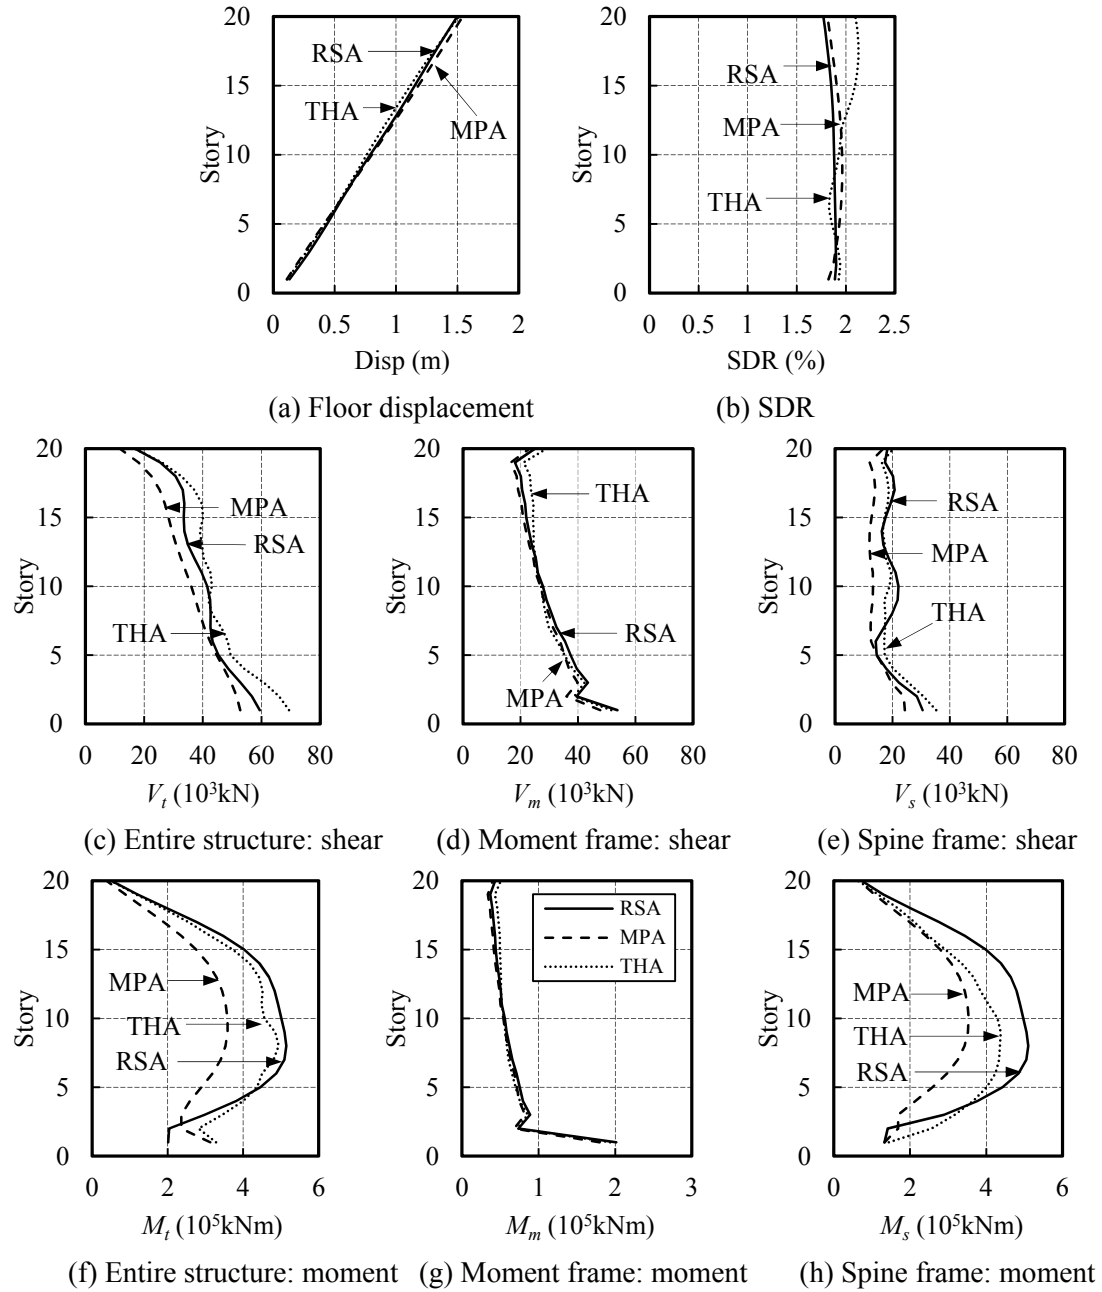 20
15
10
5
0
Story
RSA
THA
MPA
0 0.5 1 1.5 2
Disp (m)
(a) Floor displacement
20
15
10
5
0
Story
RSA
MPA
THA
0 0.5 1 1.5 2 2.5
SDR (%)
(b) SDR
20
15
10
5
0
Story
MPA
RSA
THA
0 20 40 60 80
Vt (10³kN)
(c) Entire structure: shear
20
15
10
5
0
Story
THA
RSA
MPA
0 20 40 60 80
Vm (10³kN)
(d) Moment frame: shear
20
15
10
5
0
Story
RSA
MPA
THA
0 20 40 60 80
Vs (10³kN)
(e) Spine frame: shear
20
15
10
5
0
Story
MPA
THA
RSA
0 2 4 6
Mt (10⁵kNm)
(f) Entire structure: moment
20
15
10
5
0
Story
RSA
MPA
THA
0 1 2 3
Mm (10⁵kNm)
(g) Moment frame: moment
20
15
10
5
0
Story
MPA
THA
RSA
0 2 4 6
Ms (10⁵kNm)
(h) Spine frame: moment